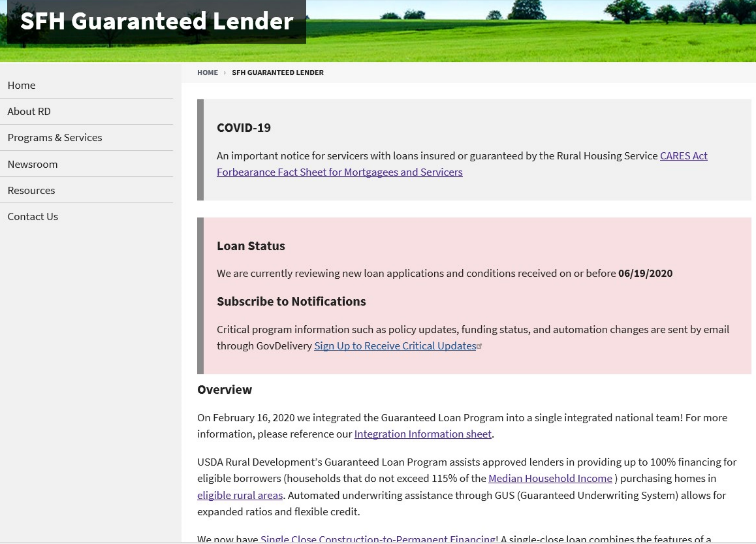 SFH Guaranteed Lender
HOME › SFH GUARANTEED LENDER
Home
About RD
Programs & Services
Newsroom
Resources
Contact Us
COVID-19
An important notice for servicers with loans insured or guaranteed by the Rural Housing Service CARES Act
Forbearance Fact Sheet for Mortgagees and Servicers
Loan Status
We are currently reviewing new loan applications and conditions received on or before 06/19/2020
Subscribe to Notifications
Critical program information such as policy updates, funding status, and automation changes are sent by email
through GovDelivery Sign Up to Receive Critical Updates
Overview
On February 16, 2020 we integrated the Guaranteed Loan Program into a single integrated national team! For more
information, please reference our Integration Information sheet.
USDA Rural Development's Guaranteed Loan Program assists approved lenders in providing up to 100% financing for
eligible borrowers (households that do not exceed 115% of the Median Household Income ) purchasing homes in
eligible rural areas. Automated underwriting assistance through GUS (Guaranteed Underwriting System) allows for
expanded ratios and flexible credit.
We now have Single Close Construction-to-Permanent Financing! A single-close loan combines the features of a